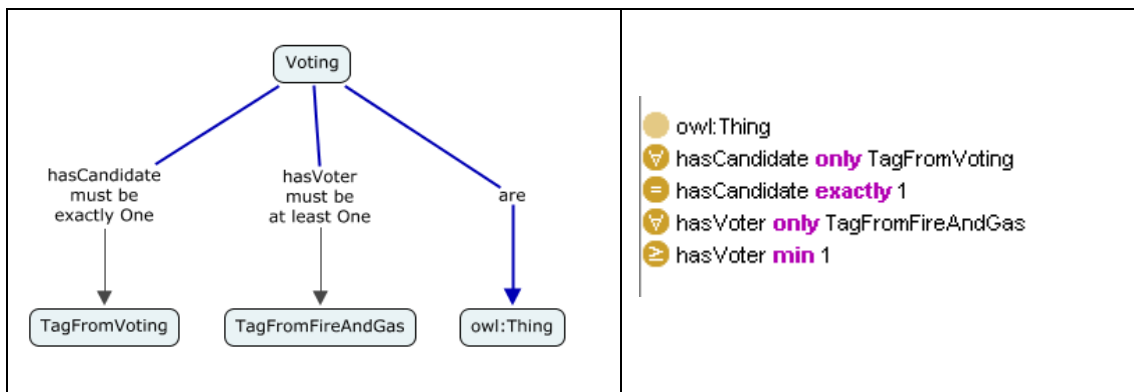 Voting
hasCandidate
must be
exactly One
hasVoter
must be
at least One
are
TagFromVoting
TagFromFireAndGas
owl:Thing
owl:Thing
∀ hasCandidate only TagFromVoting
= hasCandidate exactly 1
∀ hasVoter only TagFromFireAndGas
≥ hasVoter min 1